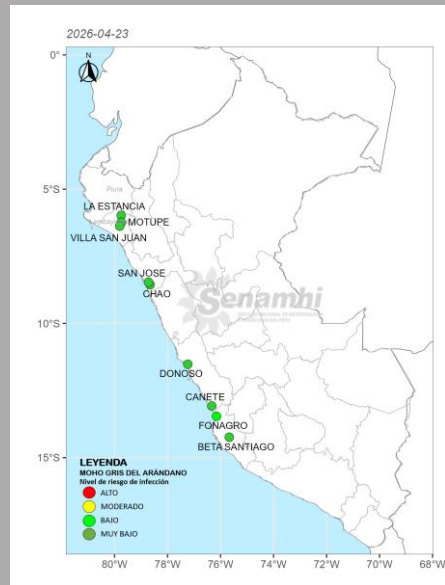 2026-04-23
0°
N
5°S
Piura
LA ESTANCIA
MOTUPE
VILLA SAN JUAN
SAN JOSE
CHAO
Senamhi
10°S
DONOSO
CANETE
FONAGRO
BETA SANTIAGO
15°S
LEYENDA
MOHO GRIS DEL ARÁNDANO
Nivel de riesgo de infección
ALTO
MODERADO
BAJO
MUY BAJO
80°W 78°W 76°W 74°W 72°W 70°W 68°W